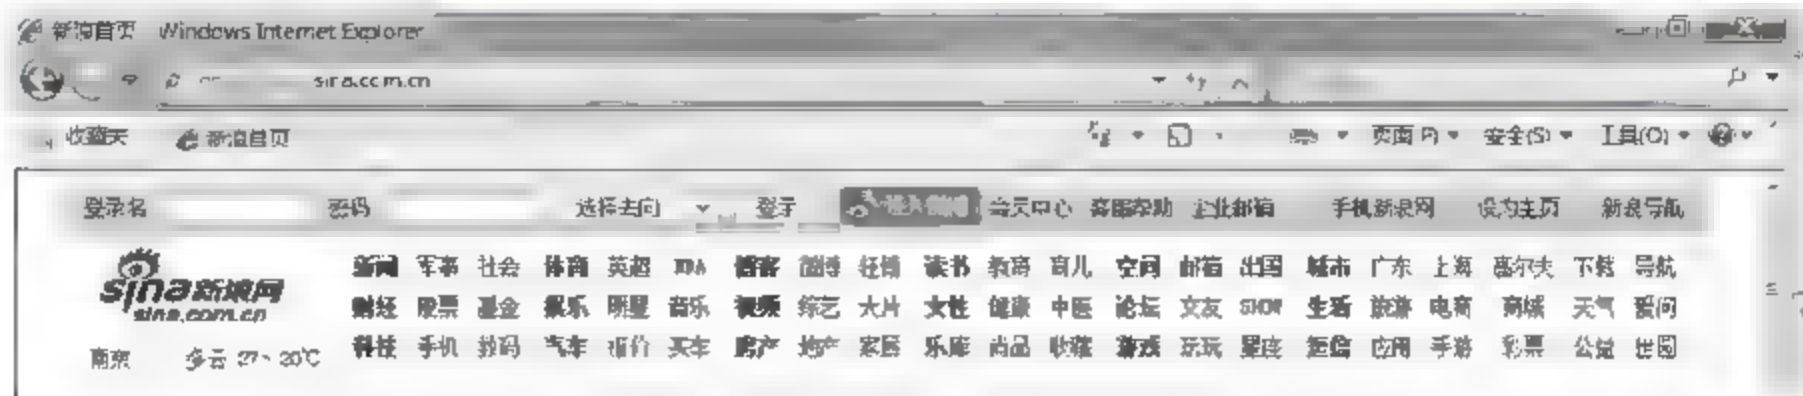 新浪首页 Windows Internet Explorer
sina.com.cn
收藏夹 新浪首页 页面(P) 安全(S) 工具(O)
登录名 密码 选择去向 登录 会员中心 客服帮助 企业邮箱 手机新浪网 设为主页 新浪导航
sina新浪网
sina.com.cn
新闻 军事 社会 体育 英超 NBA 博客 微博 轻博 读书 教育 育儿 空间 邮箱 出国 城市 广东 上海 高尔夫 下载 导航
财经 股票 基金 娱乐 明星 音乐 视频 综艺 大片 女性 健康 中医 论坛 交友 SHOW 生活 旅游 电商 商城 天气 爱问
科技 手机 数码 汽车 报价 买车 房产 地产 家居 乐库 尚品 收藏 游戏 玩玩 星座 短信 应用 手游 彩票 公益 拼图
南京 多云 27~20℃